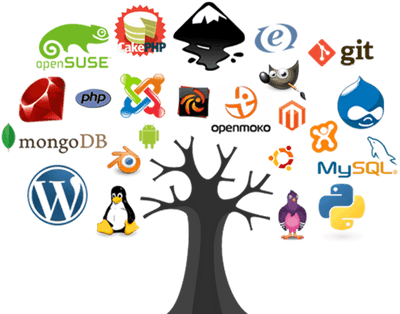 openSUSE
CakePHP
e
git
php
openmoko
mongoDB
MySQL®
W